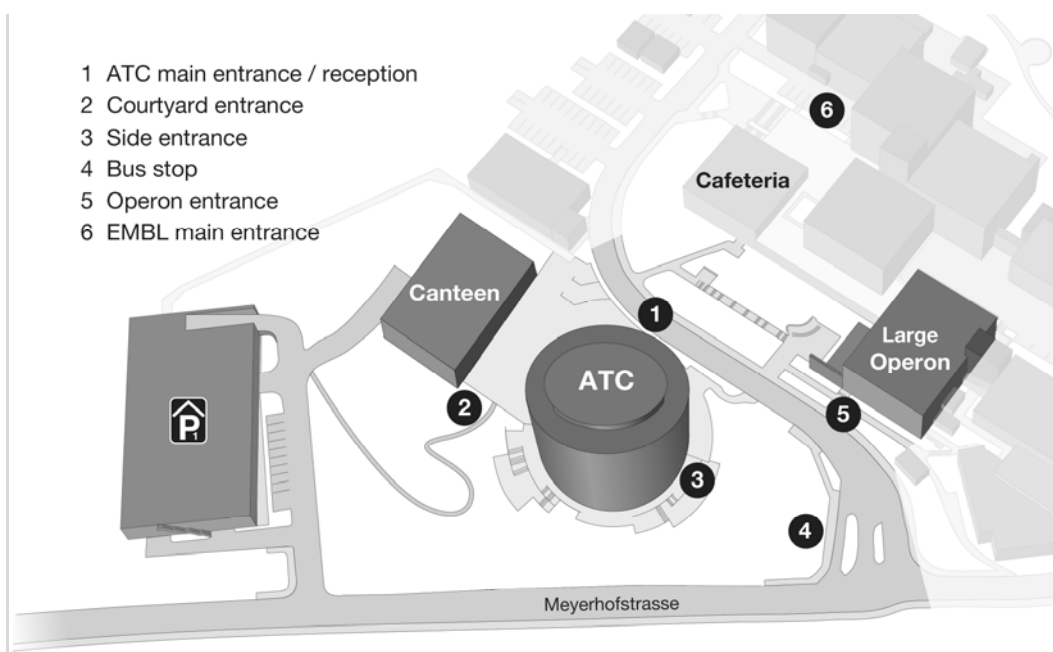 1 ATC main entrance / reception
2 Courtyard entrance
3 Side entrance
4 Bus stop
5 Operon entrance
6 EMBL main entrance
6
Cafeteria
Canteen
1
Large
Operon
ATC
2
5
P1
3
4
Meyerhofstrasse